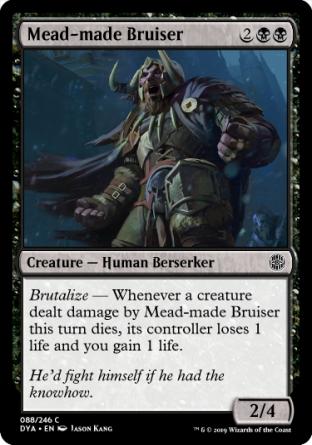 Mead-made Bruiser 2
Creature — Human Berserker
Brutalize — Whenever a creature
dealt damage by Mead-made Bruiser
this turn dies, its controller loses 1
life and you gain 1 life.
He'd fight himself if he had the
knowhow.
2/4
088/246 C
DYA • EN JASON KANG
™ & © 2019 Wizards of the Coast